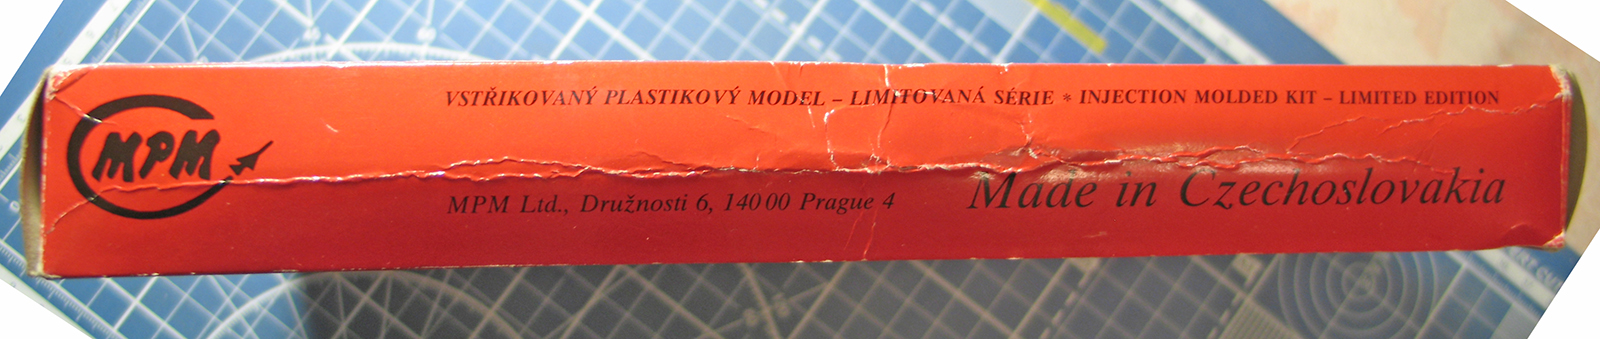 VSTŘIKOVANÝ PLASTIKOVÝ MODEL – LIMITOVANÁ SÉRIE * INJECTION MOLDED KIT – LIMITED EDITION
MPM
MPM Ltd., Družnosti 6, 140 00 Prague 4
Made in Czechoslovakia